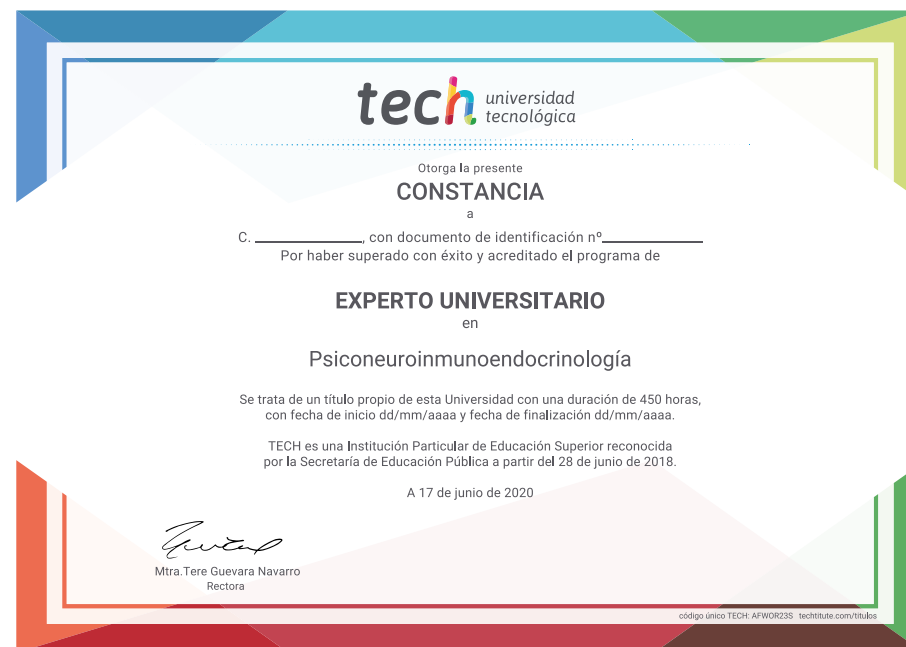 tech universidad
tecnológica
Otorga la presente
CONSTANCIA
a
C. ____________, con documento de identificación nº____________
Por haber superado con éxito y acreditado el programa de
EXPERTO UNIVERSITARIO
en
Psiconeuroinmunoendocrinología
Se trata de un título propio de esta Universidad con una duración de 450 horas,
con fecha de inicio dd/mm/aaaa y fecha de finalización dd/mm/aaaa.
TECH es una Institución Particular de Educación Superior reconocida
por la Secretaría de Educación Pública a partir del 28 de junio de 2018.
A 17 de junio de 2020
Mtra.Tere Guevara Navarro
Rectora
código único TECH: AFWOR23S techtitute.com/titulos